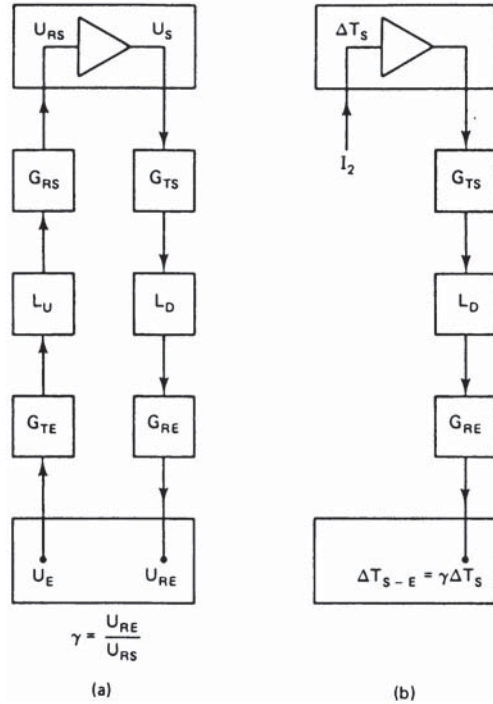 U_RS U_S
G_RS G_TS
L_U L_D
G_TE G_RE
U_E U_RE
γ = U_RE / U_RS
(a)
ΔT_S
I_2
G_TS
L_D
G_RE
ΔT_S-E = γΔT_S
(b)